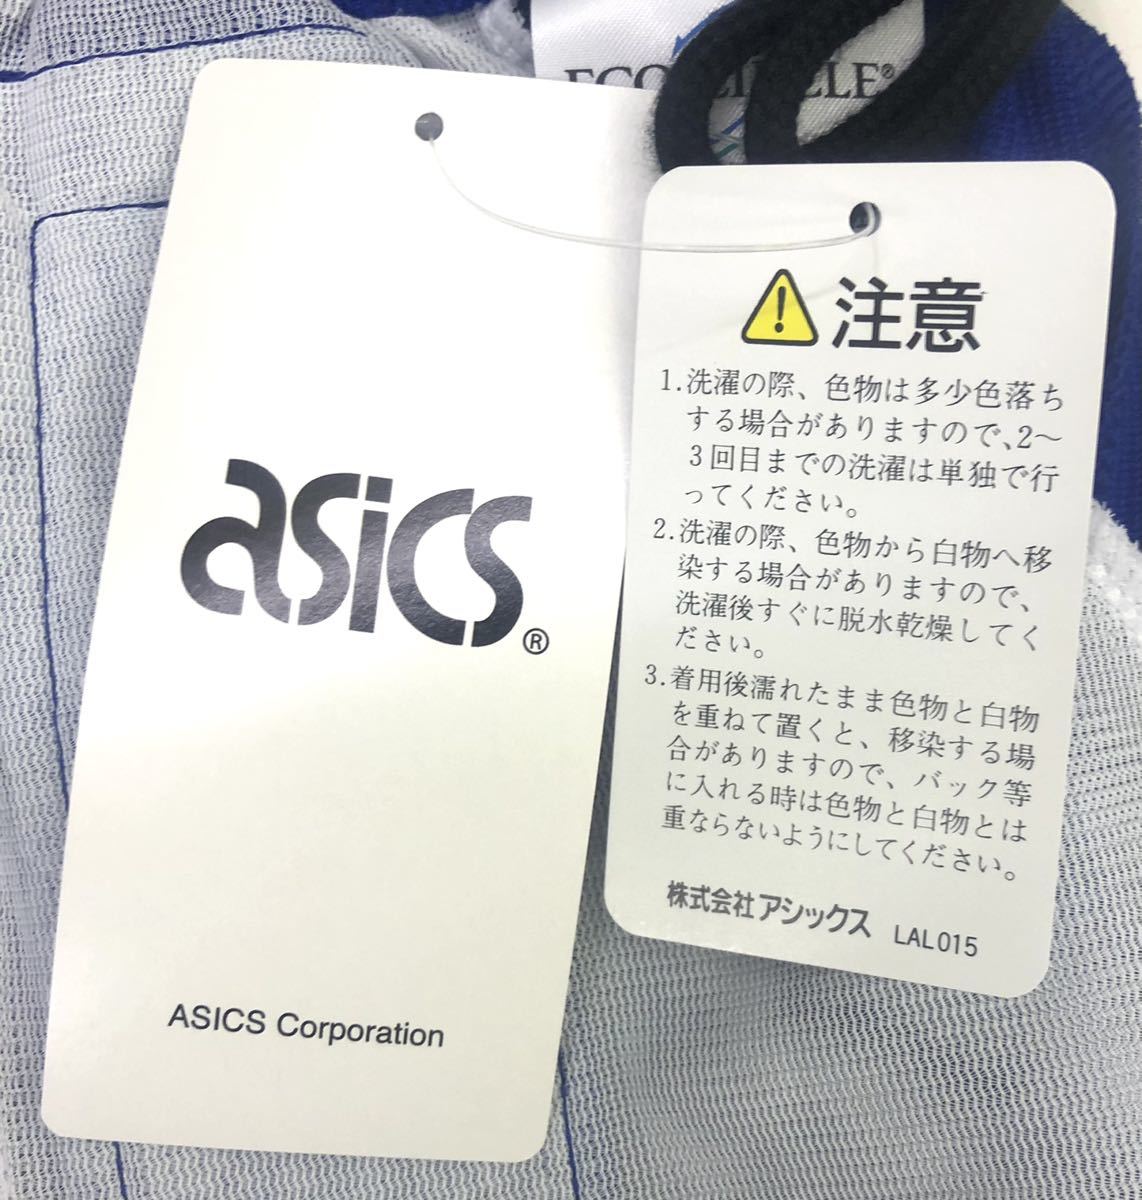 asics®
ASICS Corporation
注意
1.洗濯の際、色物は多少色落ち
する場合がありますので、2〜
3回目までの洗濯は単独で行
ってください。
2.洗濯の際、色物から白物へ移
染する場合がありますので、
洗濯後すぐに脱水乾燥してく
ださい。
3.着用後濡れたまま色物と白物
を重ねて置くと、移染する場
合がありますので、バック等
に入れる時は色物と白物とは
重ならないようにしてください。
株式会社アシックス LAL015